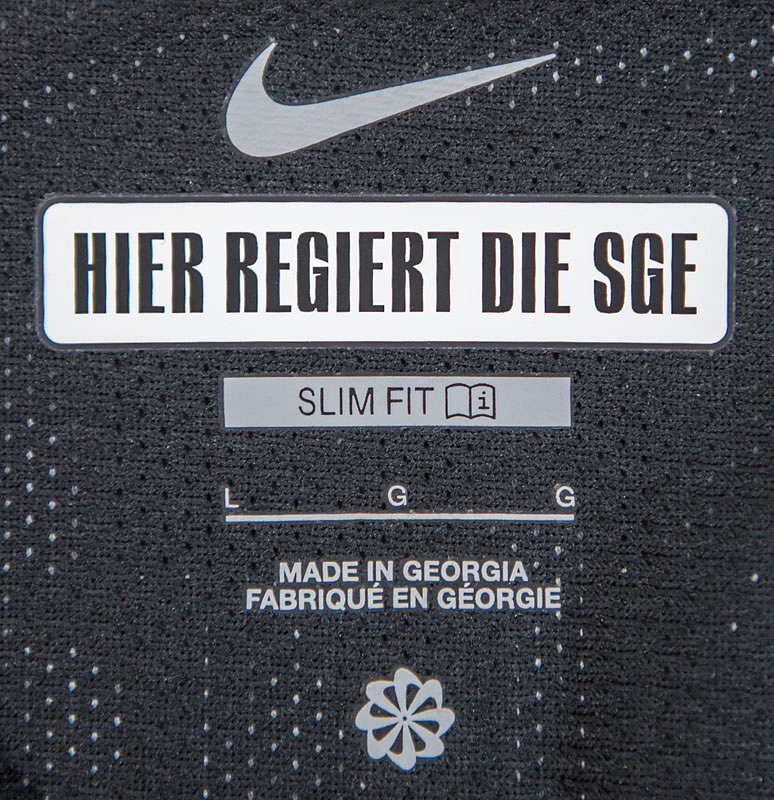 HIER REGIERT DIE SGE
SLIM FIT
L G G
MADE IN GEORGIA
FABRIQUÉ EN GÉORGIE